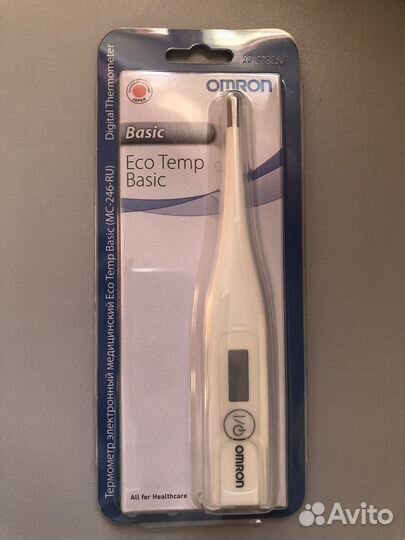 OMRON
JAPAN
Basic
Eco Temp
Basic
Digital Thermometer
Термометр электронный медицинский Eco Temp Basic (MC-246-RU)
I/
OMRON
All for Healthcare
Avito